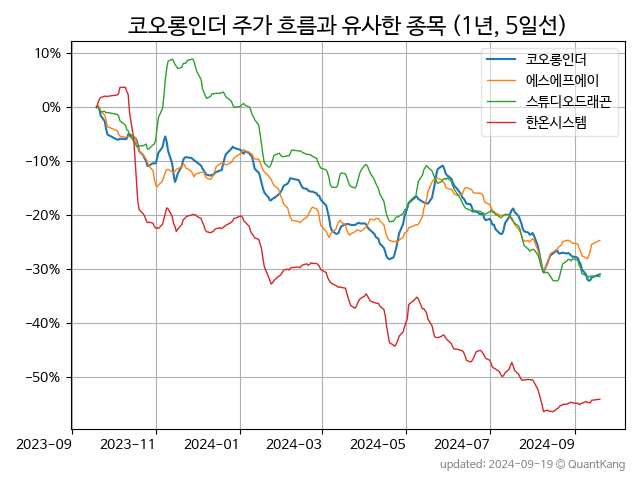 코오롱인더 주가 흐름과 유사한 종목 (1년, 5일선)
코오롱인더
에스에프에이
스튜디오드래곤
한온시스템
10%
0%
−10%
−20%
−30%
−40%
−50%
2023-09
2023-11
2024-01
2024-03
2024-05
2024-07
2024-09
updated: 2024-09-19 © QuantKang